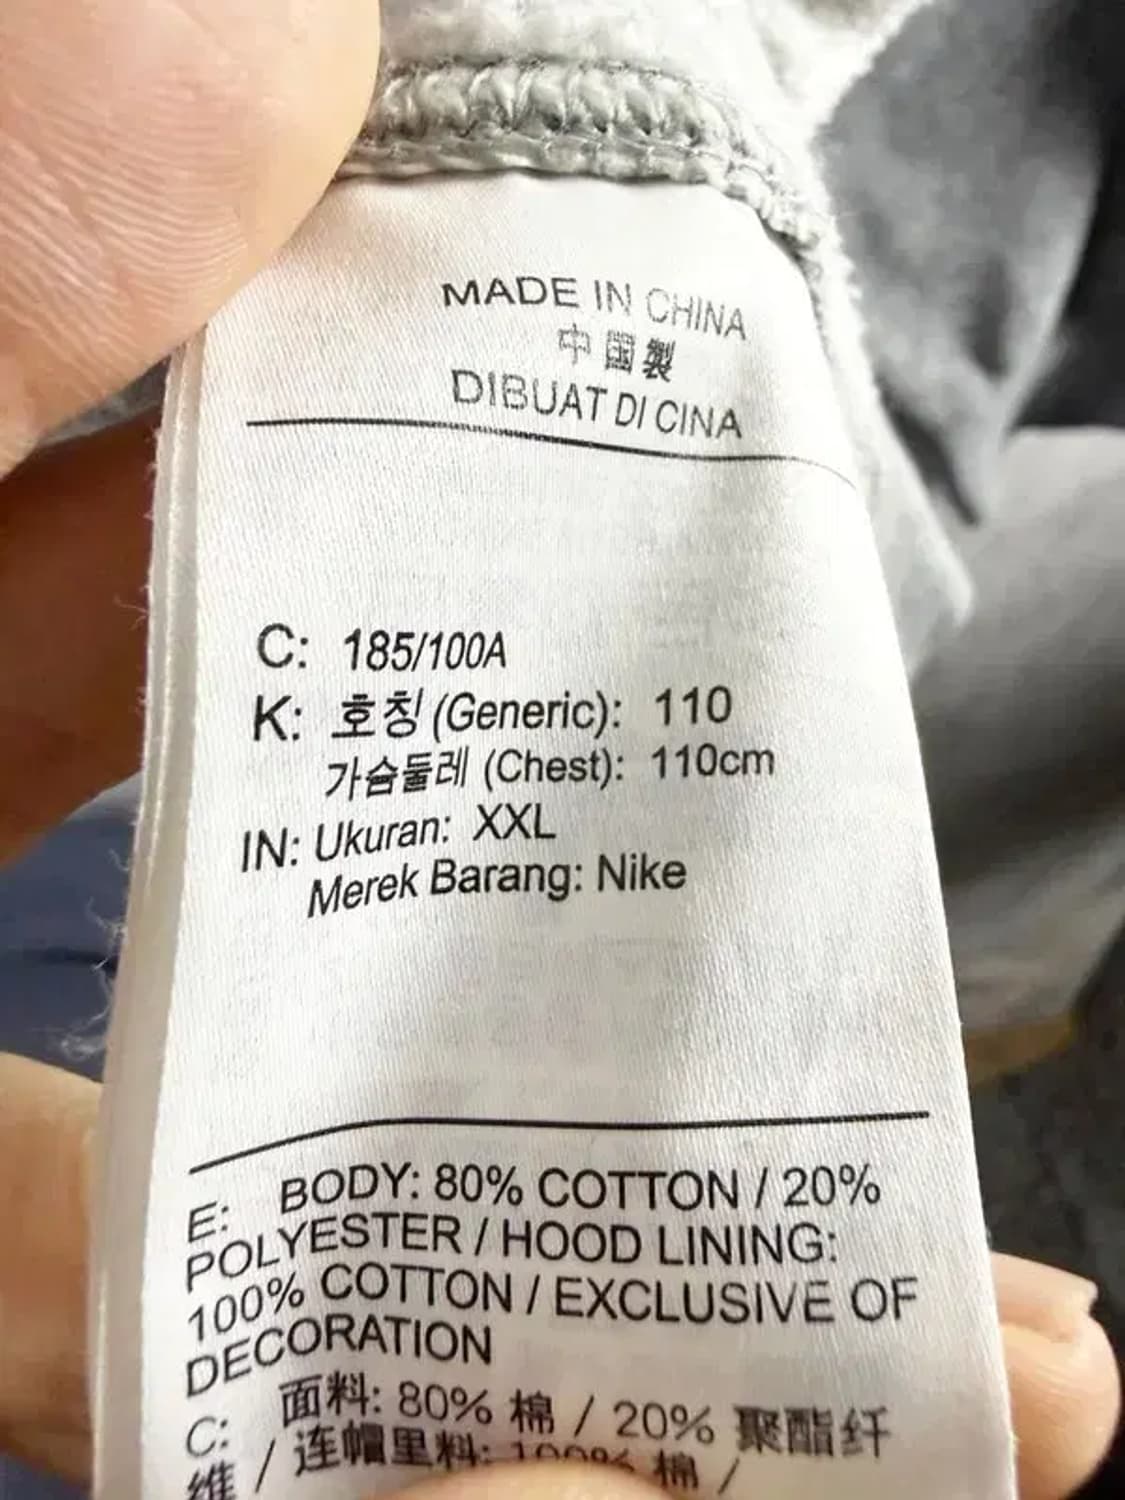 MADE IN CHINA
中国製
DIBUAT DI CINA
C: 185/100A
K: 호칭 (Generic): 110
가슴둘레 (Chest): 110cm
IN: Ukuran: XXL
Merek Barang: Nike
E: BODY: 80% COTTON / 20%
POLYESTER / HOOD LINING:
100% COTTON / EXCLUSIVE OF
DECORATION
C: 面料: 80% 棉 / 20% 聚酯纤
维 / 连帽里料: 100% 棉 /